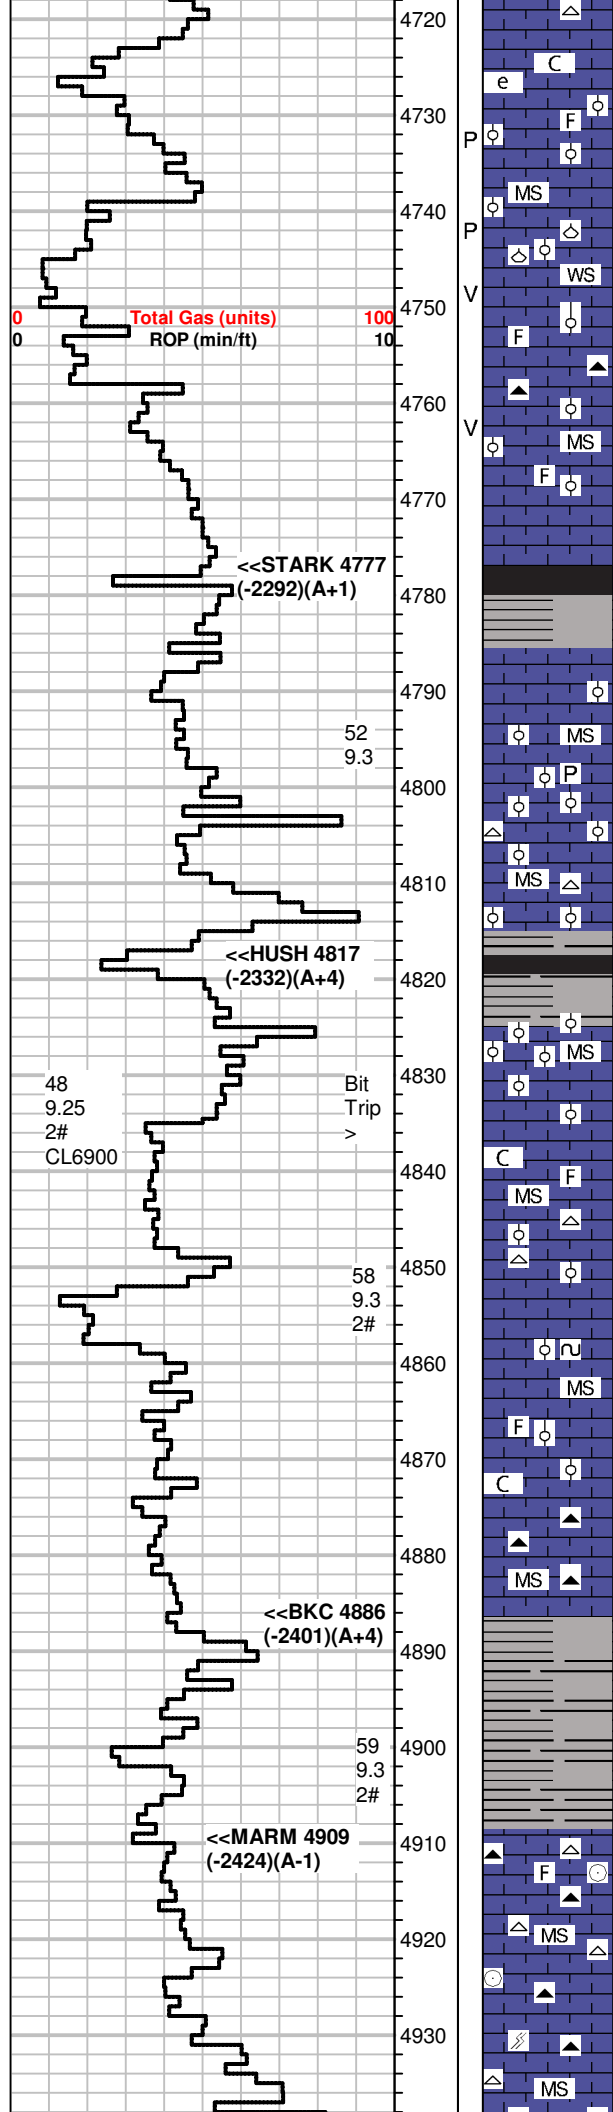 4720
C
e
4730
F
P
MS
4740
P
WS
V
4750
0 Total Gas (units) 100
0 ROP (min/ft) 10
F
4760
V
MS
F
4770
<<STARK 4777
(-2292)(A+1)
4780
4790
52
MS
9.3
P
4800
4810
MS
<<HUSH 4817
(-2332)(A+4)
4820
MS
4830
48
Bit
9.25
Trip
2#
>
CL6900
C
4840
F
MS
4850
58
9.3
2#
4860
MS
F
4870
C
4880
MS
<<BKC 4886
(-2401)(A+4)
4890
4900
59
9.3
2#
<<MARM 4909
(-2424)(A-1)
4910
F
4920
MS
4930
MS